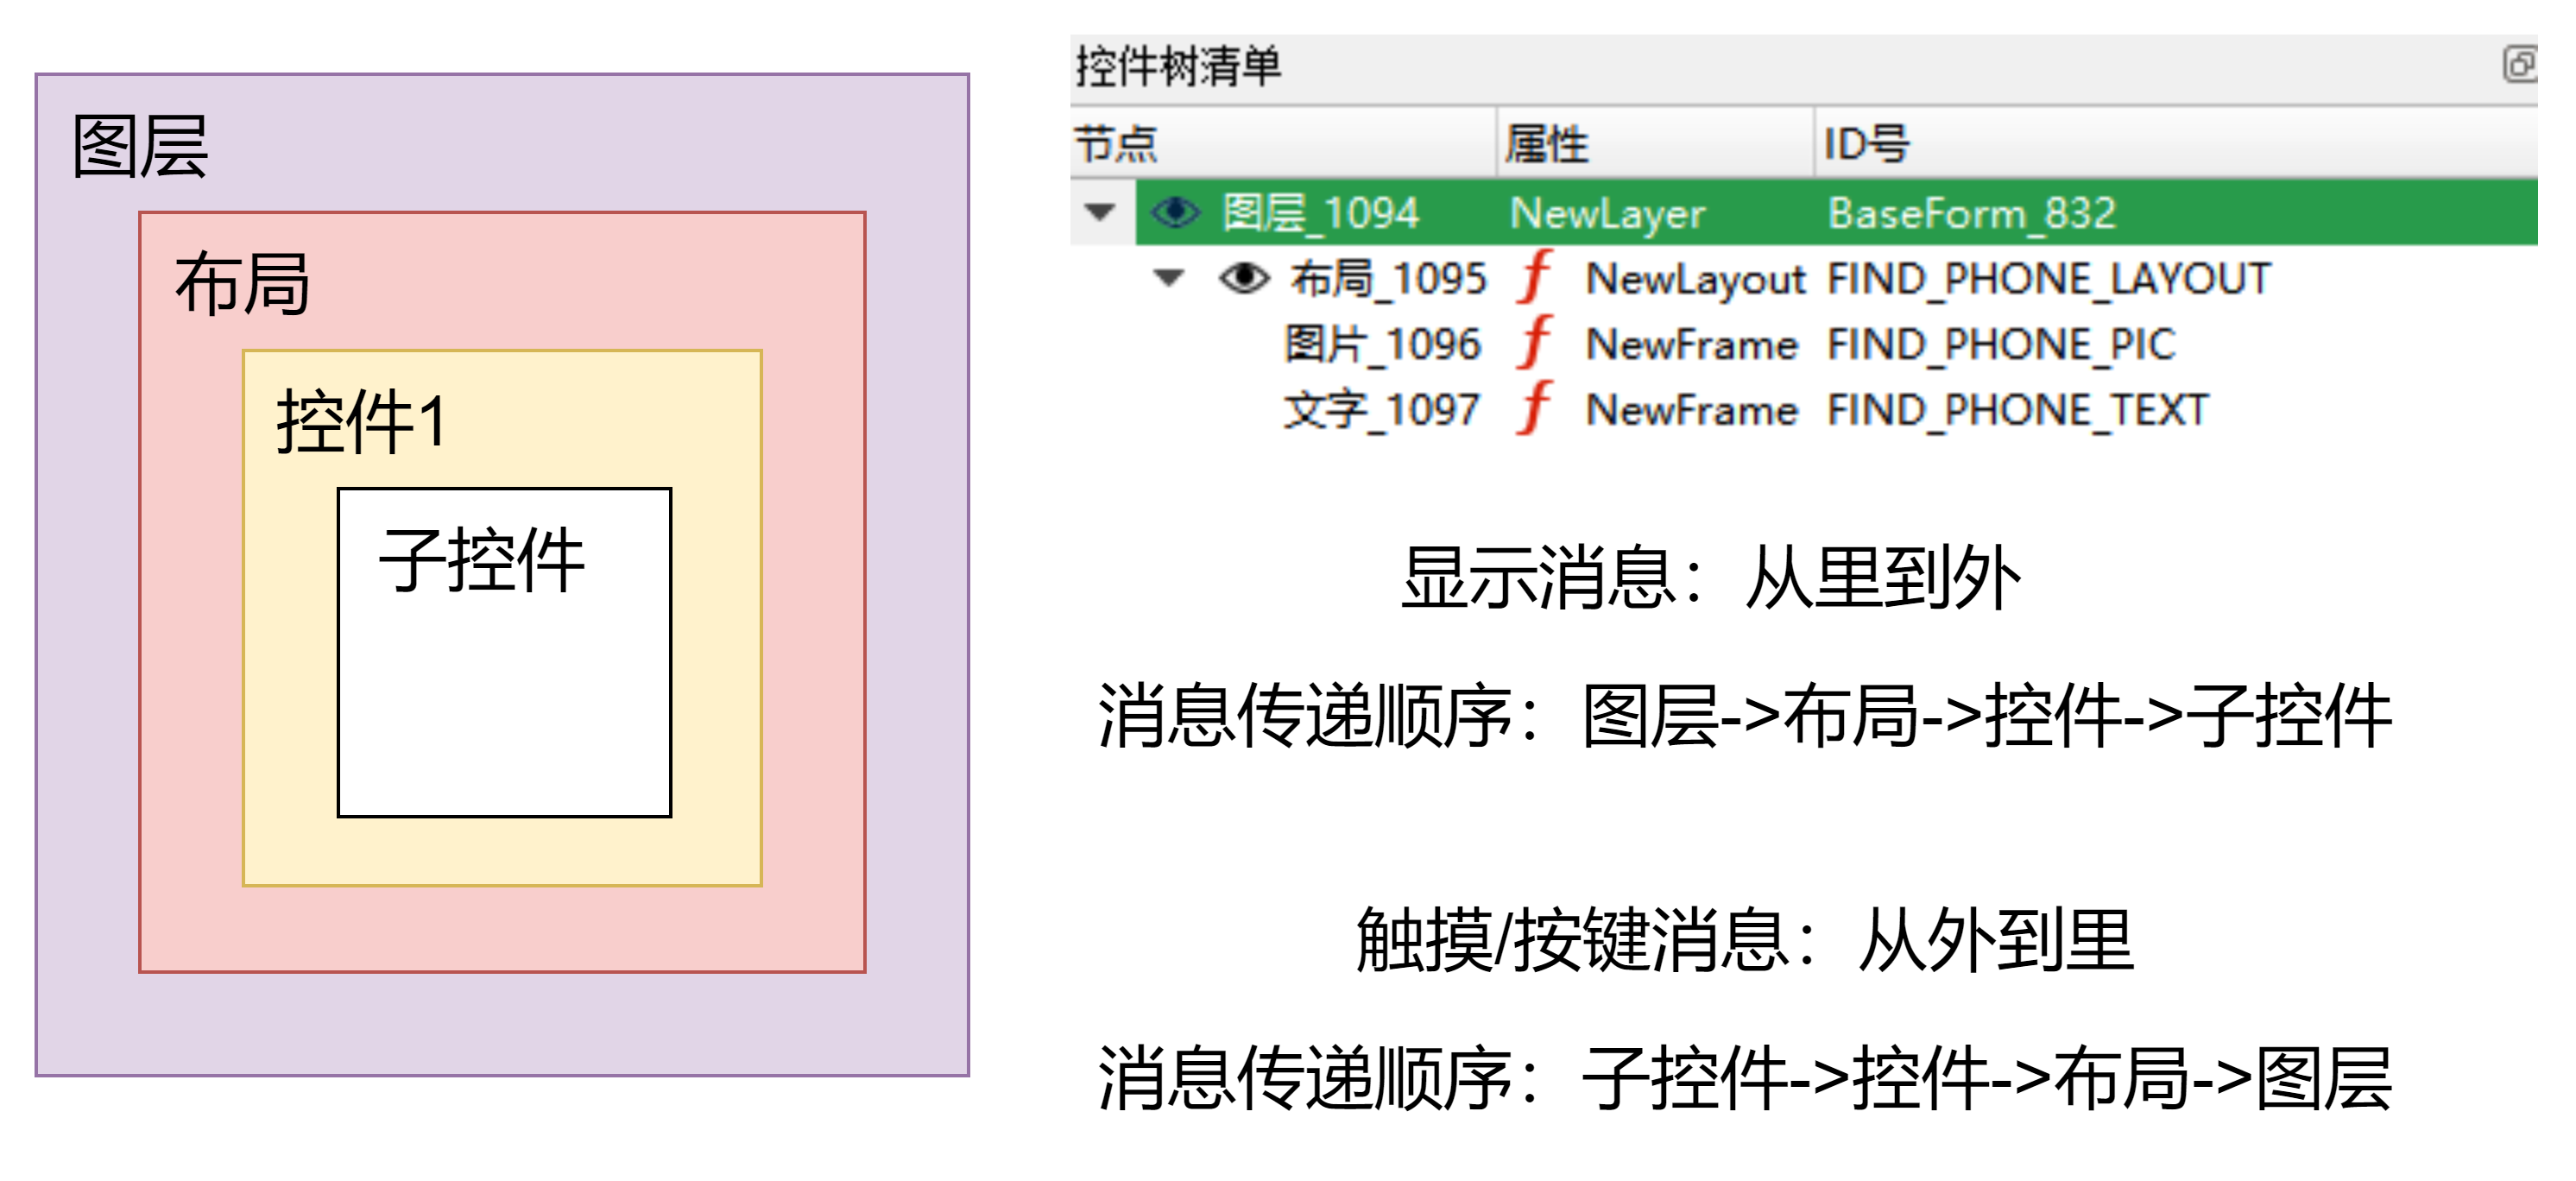 图层
布局
控件1
子控件
控件树清单
节点 属性 ID号
图层_1094 NewLayer BaseForm_832
布局_1095 f NewLayout FIND_PHONE_LAYOUT
图片_1096 f NewFrame FIND_PHONE_PIC
文字_1097 f NewFrame FIND_PHONE_TEXT
显示消息：从里到外
消息传递顺序：图层->布局->控件->子控件
触摸/按键消息：从外到里
消息传递顺序：子控件->控件->布局->图层